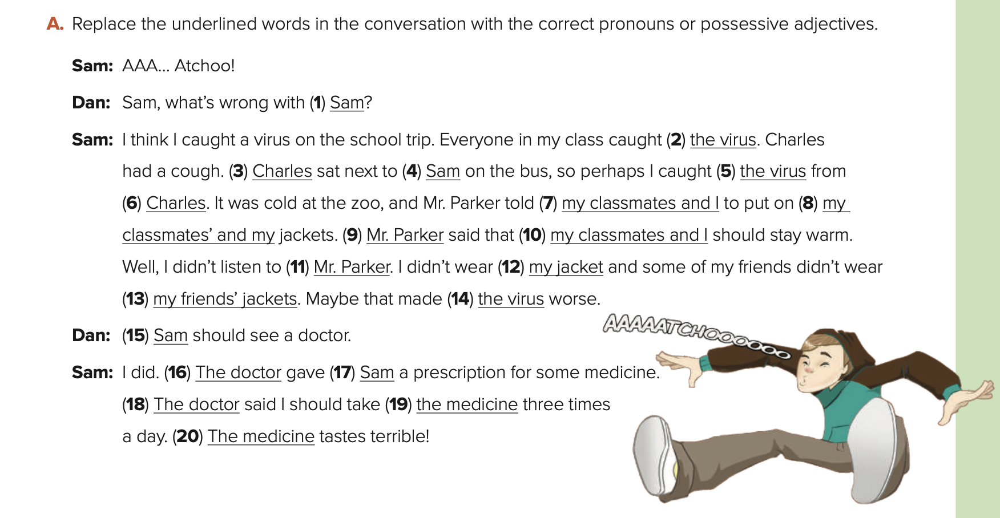 A. Replace the underlined words in the conversation with the correct pronouns or possessive adjectives.
Sam: AAA... Atchoo!
Dan: Sam, what's wrong with (1) Sam?
Sam: I think I caught a virus on the school trip. Everyone in my class caught (2) the virus. Charles
had a cough. (3) Charles sat next to (4) Sam on the bus, so perhaps I caught (5) the virus from
(6) Charles. It was cold at the zoo, and Mr. Parker told (7) my classmates and I to put on (8) my
classmates' and my jackets. (9) Mr. Parker said that (10) my classmates and I should stay warm.
Well, I didn't listen to (11) Mr. Parker. I didn't wear (12) my jacket and some of my friends didn't wear
(13) my friends' jackets. Maybe that made (14) the virus worse.
AAAAATCHOOOOOOO
Dan: (15) Sam should see a doctor.
Sam: I did. (16) The doctor gave (17) Sam a prescription for some medicine.
(18) The doctor said I should take (19) the medicine three times
a day. (20) The medicine tastes terrible!